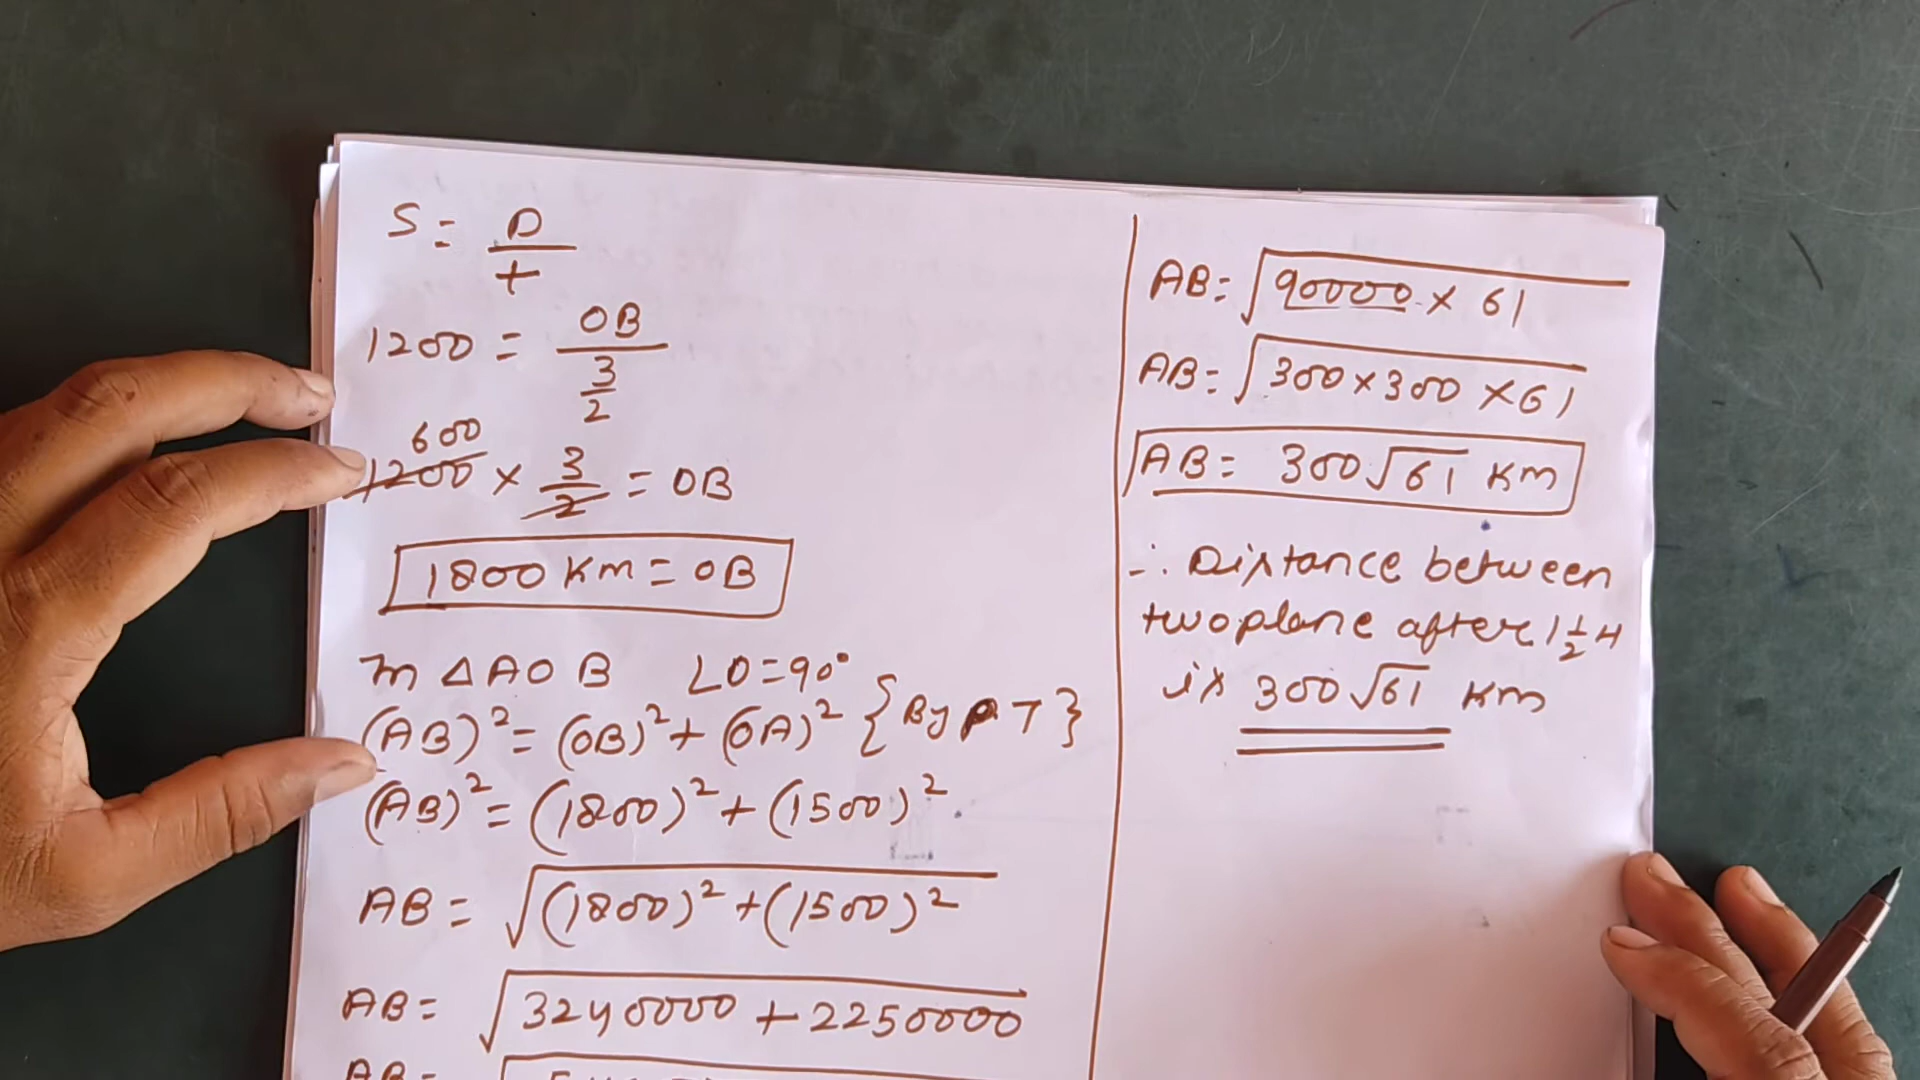 S = D/t
1200 = OB/(3/2)
600
1200 × 3/2 = OB
1800 Km = OB
In △AOB ∠O = 90°
(AB)² = (OB)² + (OA)² {By P T}
(AB)² = (1800)² + (1500)²
AB = √(1800)² + (1500)²
AB = √3240000 + 2250000
AB =
AB = √90000 × 61
AB = √300 × 300 × 61
AB = 300√61 Km
∴ Distance between
two plane after 1½ H
is 300√61 Km